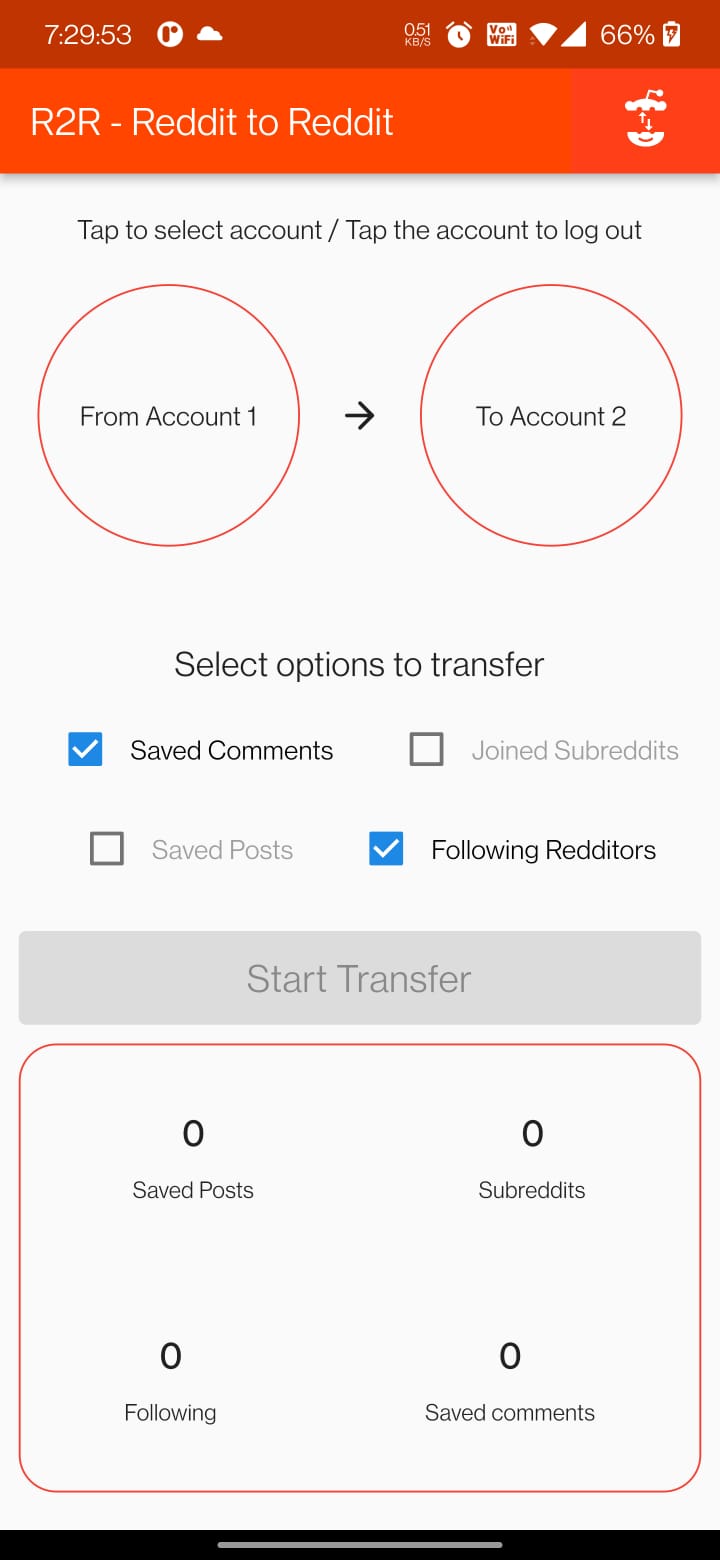 7:29:53 0.51 KB/S Vo WiFi 66%
R2R - Reddit to Reddit
Tap to select account / Tap the account to log out
From Account 1 → To Account 2
Select options to transfer
Saved Comments Joined Subreddits
Saved Posts Following Redditors
Start Transfer
0 0
Saved Posts Subreddits
0 0
Following Saved comments